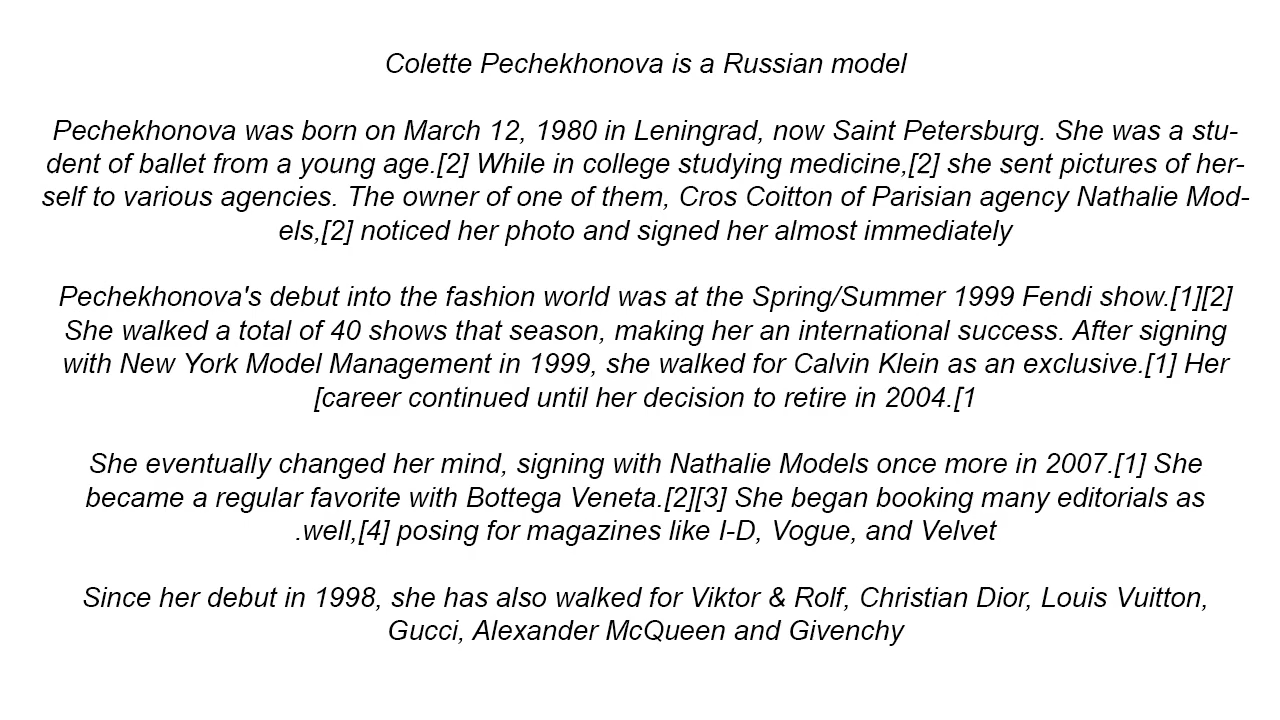 Colette Pechekhonova is a Russian model
Pechekhonova was born on March 12, 1980 in Leningrad, now Saint Petersburg. She was a stu-
dent of ballet from a young age.[2] While in college studying medicine,[2] she sent pictures of her-
self to various agencies. The owner of one of them, Cros Coitton of Parisian agency Nathalie Mod-
els,[2] noticed her photo and signed her almost immediately
Pechekhonova's debut into the fashion world was at the Spring/Summer 1999 Fendi show.[1][2]
She walked a total of 40 shows that season, making her an international success. After signing
with New York Model Management in 1999, she walked for Calvin Klein as an exclusive.[1] Her
[career continued until her decision to retire in 2004.[1
She eventually changed her mind, signing with Nathalie Models once more in 2007.[1] She
became a regular favorite with Bottega Veneta.[2][3] She began booking many editorials as
.well,[4] posing for magazines like I-D, Vogue, and Velvet
Since her debut in 1998, she has also walked for Viktor & Rolf, Christian Dior, Louis Vuitton,
Gucci, Alexander McQueen and Givenchy